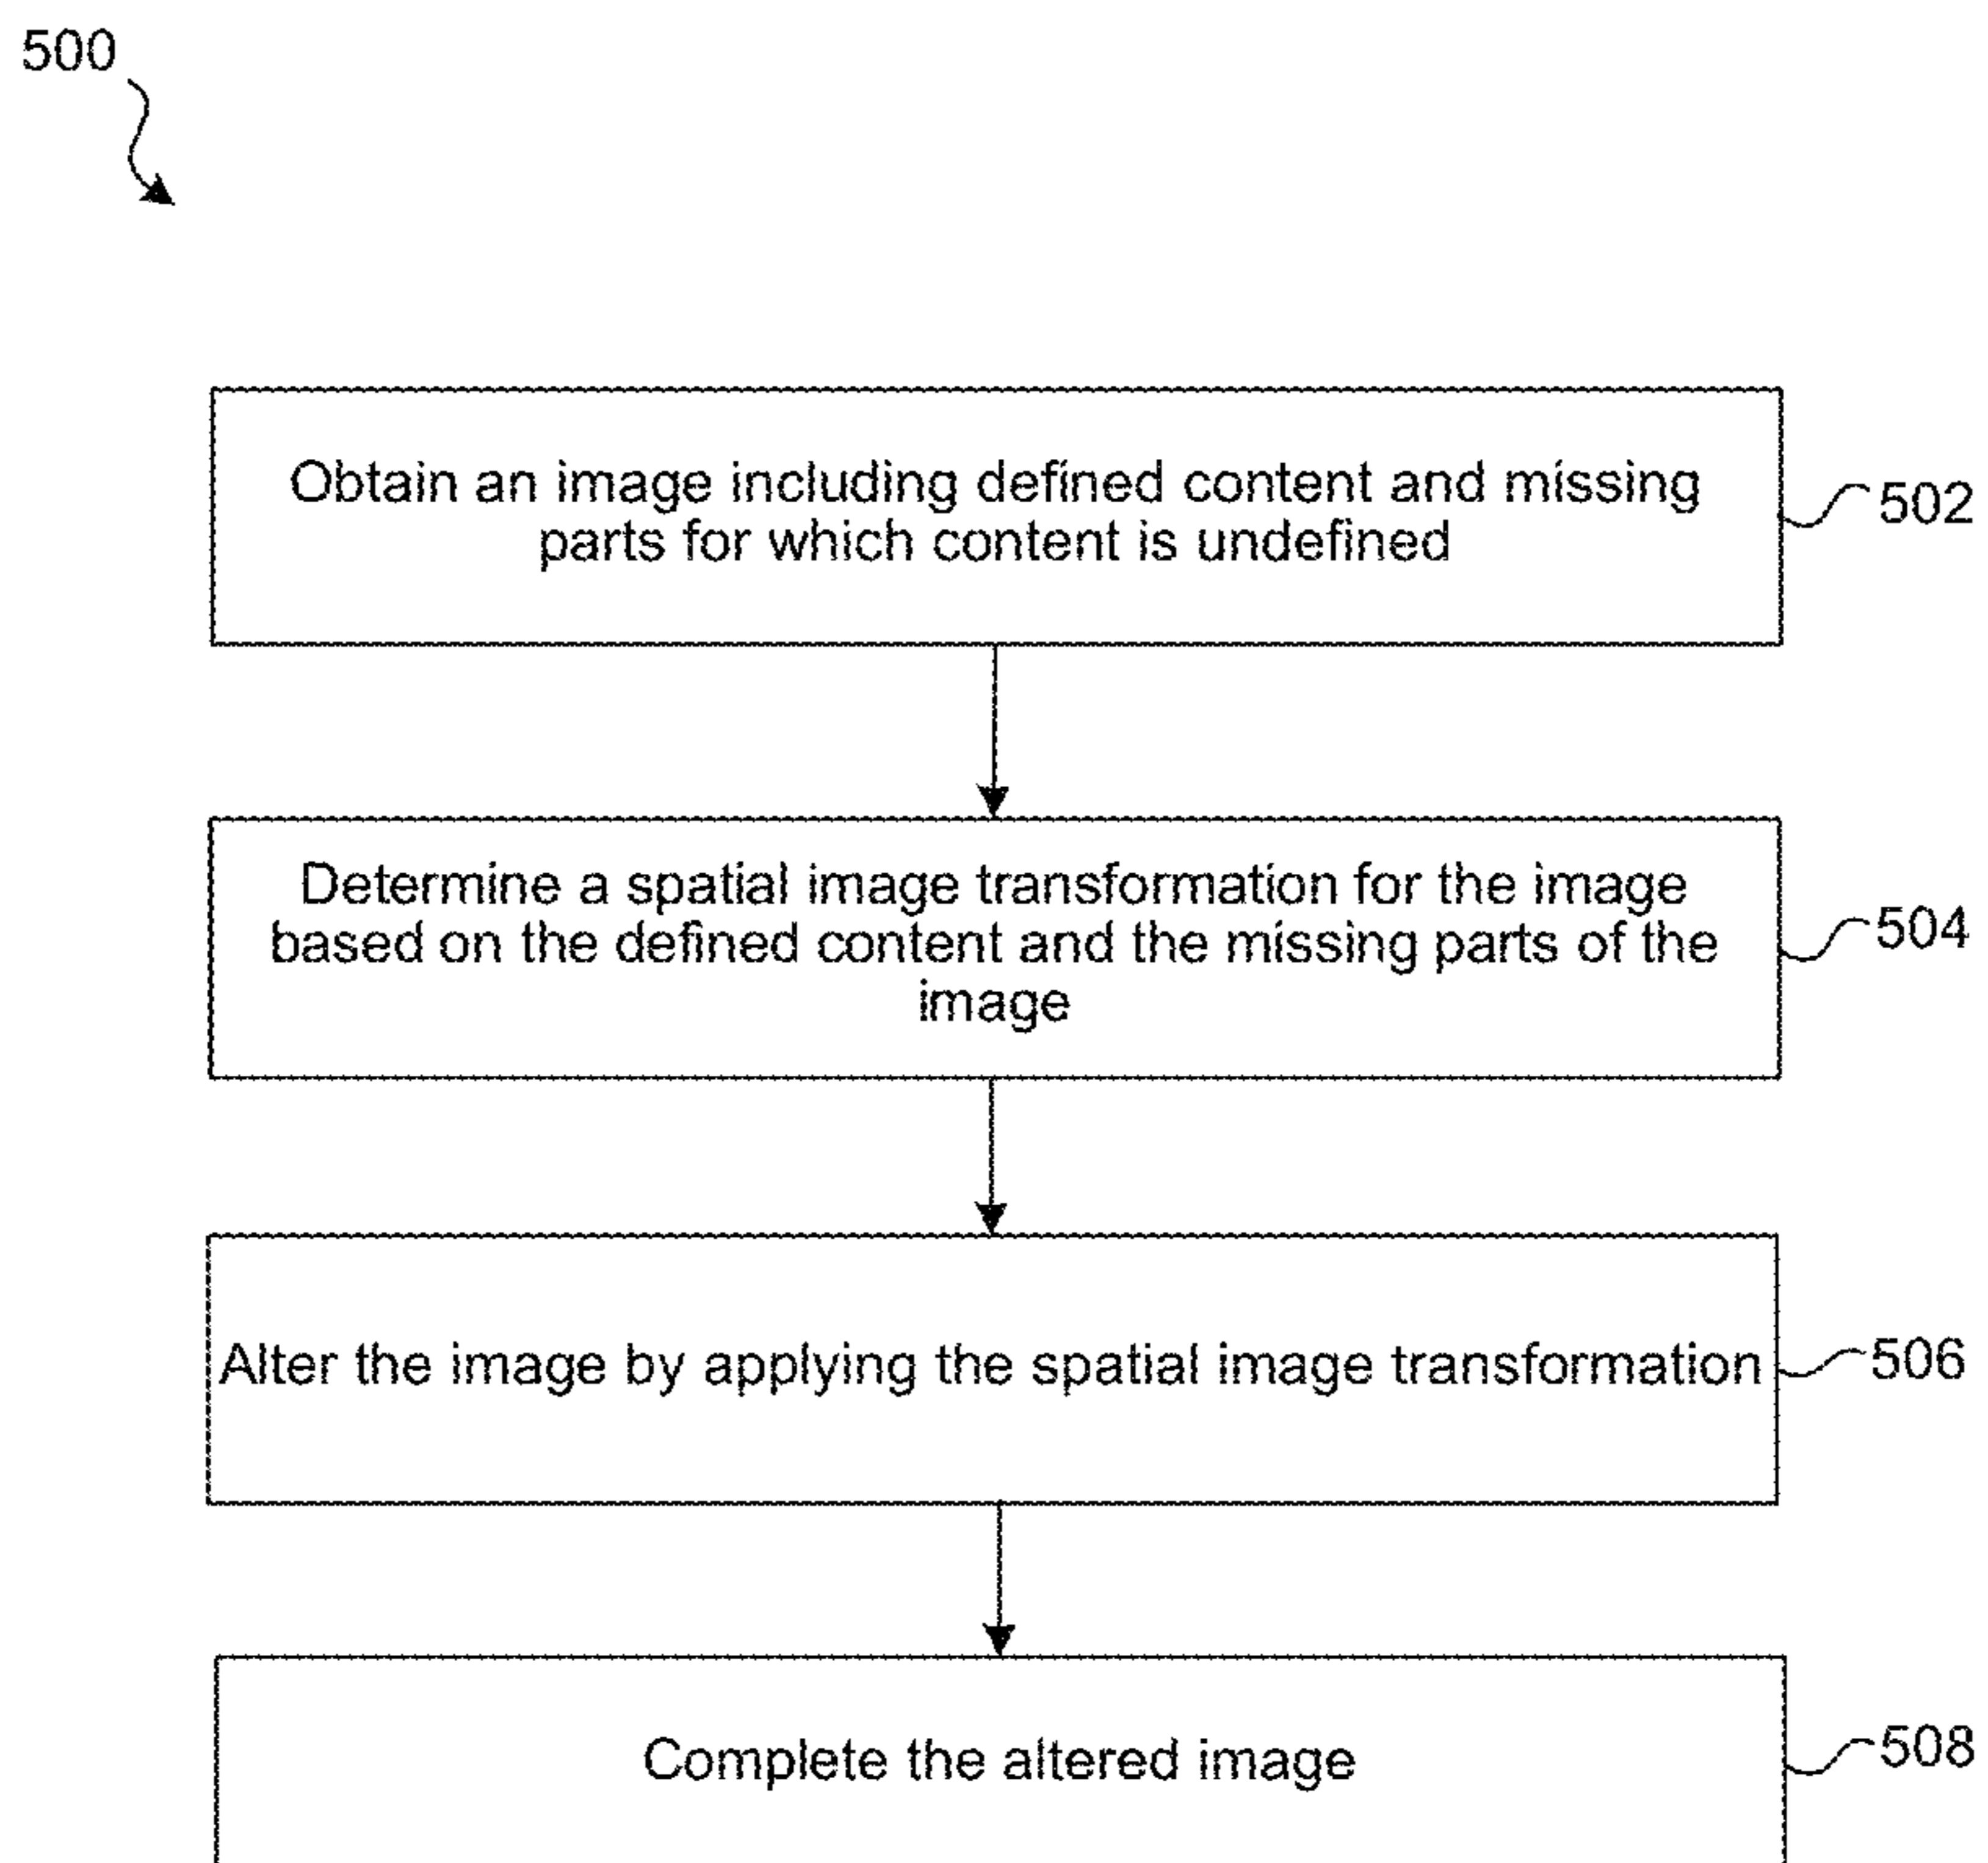 500
Obtain an image including defined content and missing
parts for which content is undefined
502
Determine a spatial image transformation for the image
based on the defined content and the missing parts of the
image
504
Alter the image by applying the spatial image transformation
506
Complete the altered image
508